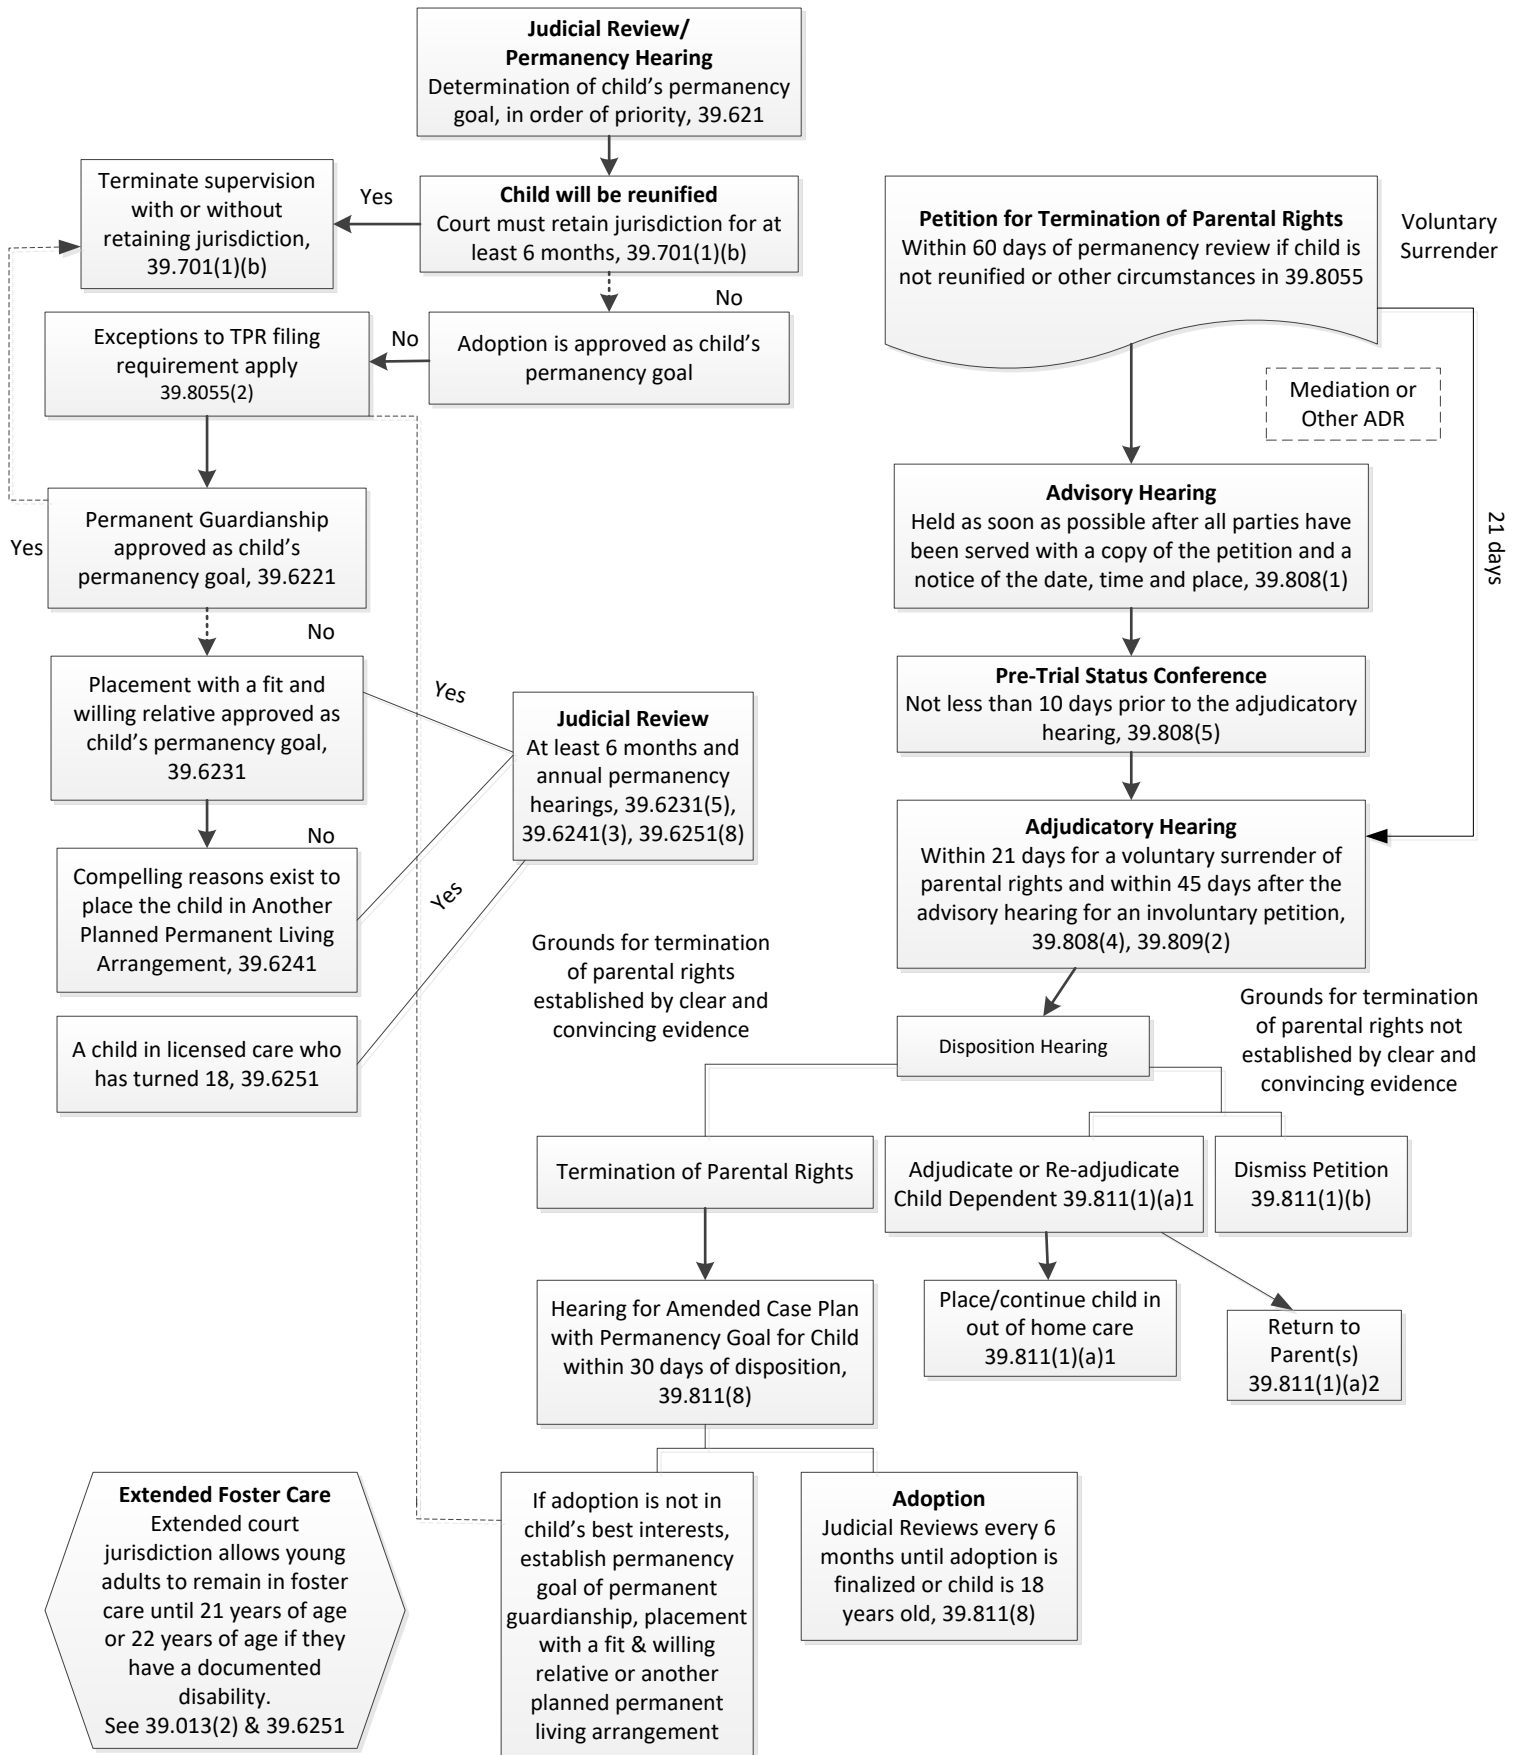 Judicial Review/
Permanency Hearing
Determination of child’s permanency
goal, in order of priority, 39.621
Terminate supervision
with or without
retaining jurisdiction,
39.701(1)(b)
Yes
Child will be reunified
Court must retain jurisdiction for at
least 6 months, 39.701(1)(b)
No
Exceptions to TPR filing
requirement apply
39.8055(2)
No
Adoption is approved as child’s
permanency goal
Yes
Permanent Guardianship
approved as child’s
permanency goal, 39.6221
No
Placement with a fit and
willing relative approved as
child’s permanency goal,
39.6231
Yes
No
Compelling reasons exist to
place the child in Another
Planned Permanent Living
Arrangement, 39.6241
Yes
A child in licensed care who
has turned 18, 39.6251
Judicial Review
At least 6 months and
annual permanency
hearings, 39.6231(5),
39.6241(3), 39.6251(8)
Petition for Termination of Parental Rights
Within 60 days of permanency review if child is
not reunified or other circumstances in 39.8055
Voluntary
Surrender
Mediation or
Other ADR
21 days
Advisory Hearing
Held as soon as possible after all parties have
been served with a copy of the petition and a
notice of the date, time and place, 39.808(1)
Pre-Trial Status Conference
Not less than 10 days prior to the adjudicatory
hearing, 39.808(5)
Adjudicatory Hearing
Within 21 days for a voluntary surrender of
parental rights and within 45 days after the
advisory hearing for an involuntary petition,
39.808(4), 39.809(2)
Grounds for termination
of parental rights
established by clear and
convincing evidence
Disposition Hearing
Grounds for termination
of parental rights not
established by clear and
convincing evidence
Termination of Parental Rights
Adjudicate or Re-adjudicate
Child Dependent 39.811(1)(a)1
Dismiss Petition
39.811(1)(b)
Hearing for Amended Case Plan
with Permanency Goal for Child
within 30 days of disposition,
39.811(8)
Place/continue child in
out of home care
39.811(1)(a)1
Return to
Parent(s)
39.811(1)(a)2
Extended Foster Care
Extended court
jurisdiction allows young
adults to remain in foster
care until 21 years of age
or 22 years of age if they
have a documented
disability.
See 39.013(2) & 39.6251
If adoption is not in
child’s best interests,
establish permanency
goal of permanent
guardianship, placement
with a fit & willing
relative or another
planned permanent
living arrangement
Adoption
Judicial Reviews every 6
months until adoption is
finalized or child is 18
years old, 39.811(8)